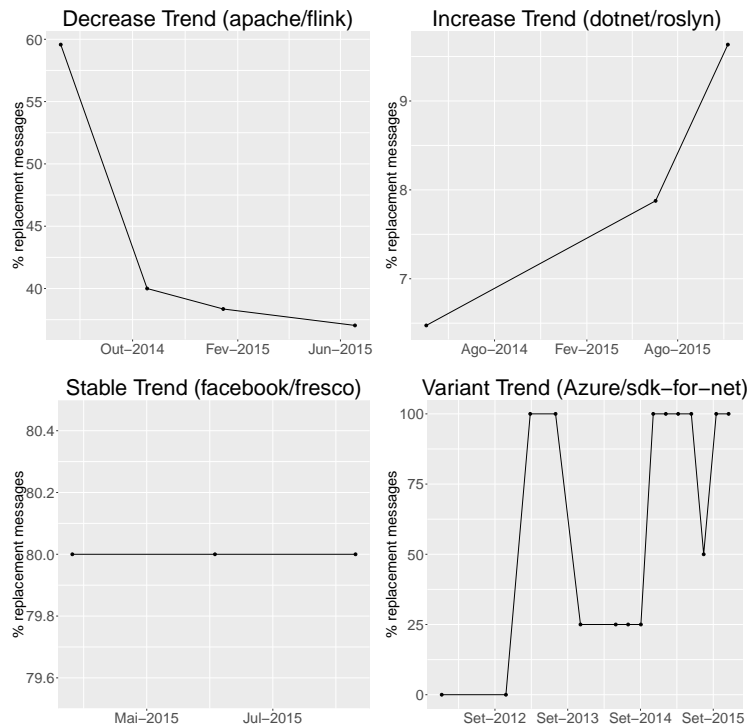 Decrease Trend (apache/flink)
% replacement messages
60
55
50
45
40
Out–2014 Fev–2015 Jun–2015
Increase Trend (dotnet/roslyn)
% replacement messages
9
8
7
Ago–2014 Fev–2015 Ago–2015
Stable Trend (facebook/fresco)
% replacement messages
80.4
80.2
80.0
79.8
79.6
Mai–2015 Jul–2015
Variant Trend (Azure/sdk–for–net)
% replacement messages
100
75
50
25
0
Set–2012 Set–2013 Set–2014 Set–2015